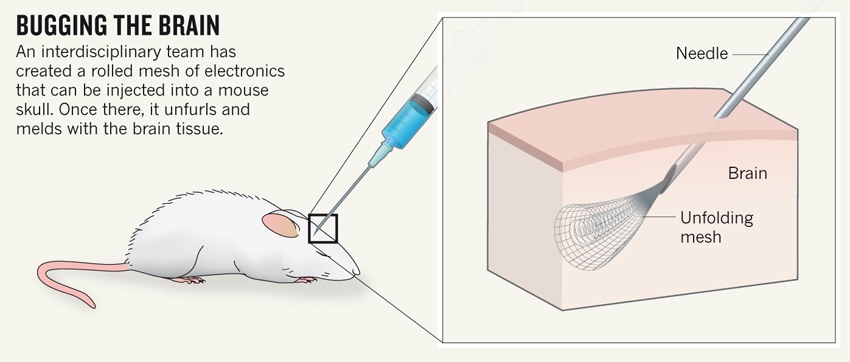 BUGGING THE BRAIN
An interdisciplinary team has
created a rolled mesh of electronics
that can be injected into a mouse
skull. Once there, it unfurls and
melds with the brain tissue.
Needle
Brain
Unfolding
mesh